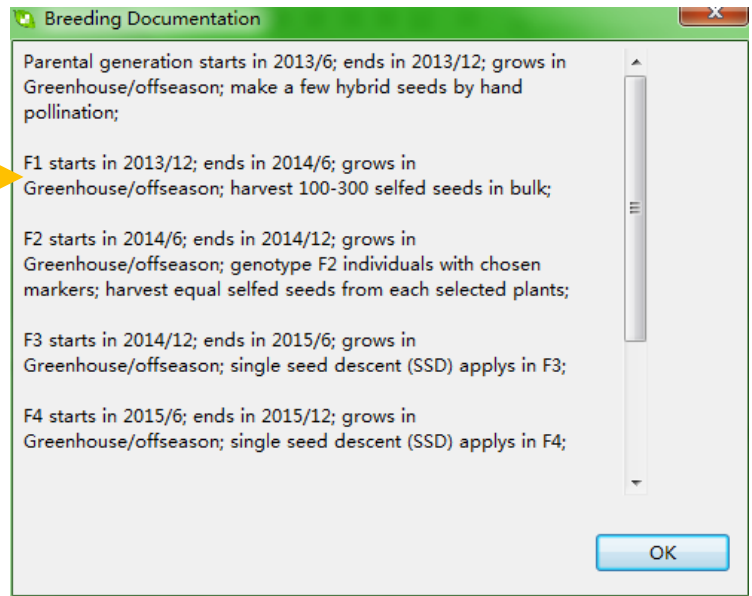 Breeding Documentation
Parental generation starts in 2013/6; ends in 2013/12; grows in
Greenhouse/offseason; make a few hybrid seeds by hand
pollination;
F1 starts in 2013/12; ends in 2014/6; grows in
Greenhouse/offseason; harvest 100-300 selfed seeds in bulk;
F2 starts in 2014/6; ends in 2014/12; grows in
Greenhouse/offseason; genotype F2 individuals with chosen
markers; harvest equal selfed seeds from each selected plants;
F3 starts in 2014/12; ends in 2015/6; grows in
Greenhouse/offseason; single seed descent (SSD) applys in F3;
F4 starts in 2015/6; ends in 2015/12; grows in
Greenhouse/offseason; single seed descent (SSD) applys in F4;
OK